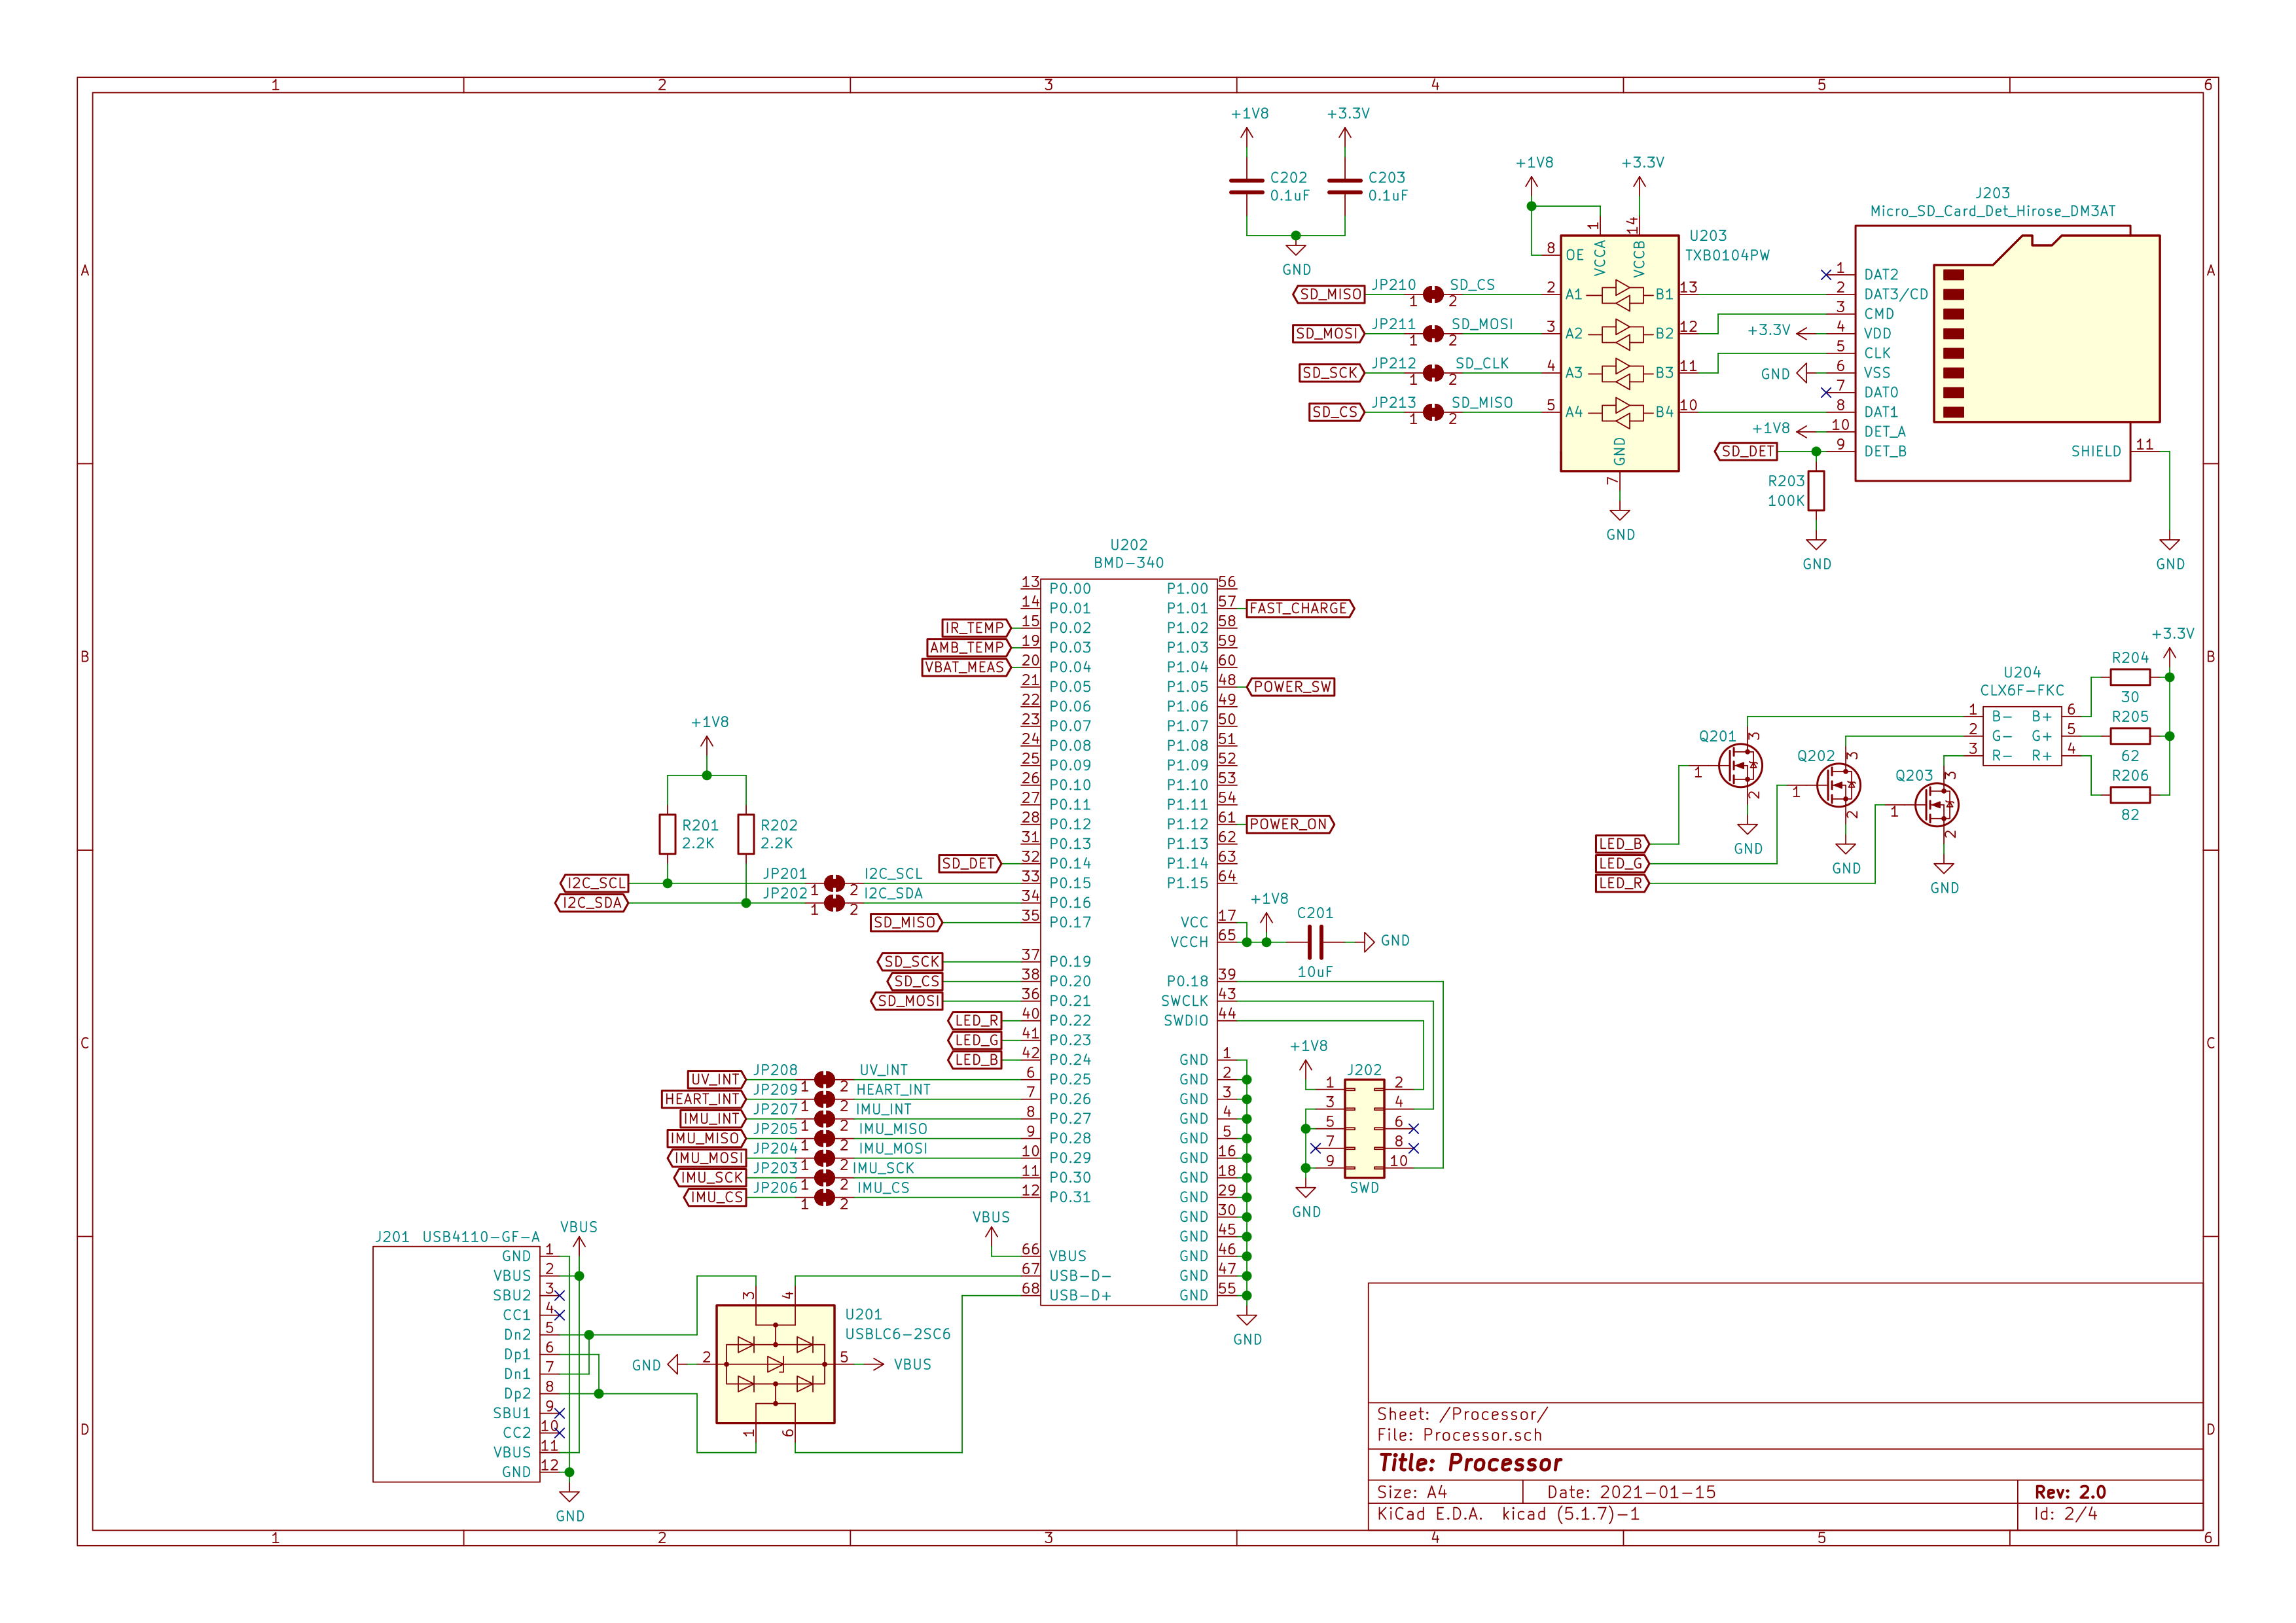 1 2 3 4 5 6
A
B
C
D
A
B
C
D
+1V8
C202
0.1uF
+3.3V
C203
0.1uF
GND
+1V8
+3.3V
U203
TXB0104PW
1 VCCA
14 VCCB
8 OE
2 A1 B1 13
3 A2 B2 12
4 A3 B3 11
5 A4 B4 10
GND 7
GND
SD_MISO JP210 1 2 SD_CS
SD_MOSI JP211 1 2 SD_MOSI
SD_SCK JP212 1 2 SD_CLK
SD_CS JP213 1 2 SD_MISO
J203
Micro_SD_Card_Det_Hirose_DM3AT
1 DAT2
2 DAT3/CD
3 CMD
+3.3V 4 VDD
5 CLK
GND 6 VSS
7 DAT0
8 DAT1
+1V8 10 DET_A
SD_DET 9 DET_B
SHIELD 11
R203
100K
GND
GND
U202
BMD-340
13 P0.00
14 P0.01
IR_TEMP 15 P0.02
AMB_TEMP 19 P0.03
VBAT_MEAS 20 P0.04
21 P0.05
22 P0.06
23 P0.07
24 P0.08
25 P0.09
26 P0.10
27 P0.11
28 P0.12
31 P0.13
SD_DET 32 P0.14
33 P0.15
34 P0.16
SD_MISO 35 P0.17
SD_SCK 37 P0.19
SD_CS 38 P0.20
SD_MOSI 36 P0.21
LED_R 40 P0.22
LED_G 41 P0.23
LED_B 42 P0.24
UV_INT JP208 1 2 UV_INT 6 P0.25
HEART_INT JP209 1 2 HEART_INT 7 P0.26
IMU_INT JP207 1 2 IMU_INT 8 P0.27
IMU_MISO JP205 1 2 IMU_MISO 9 P0.28
IMU_MOSI JP204 1 2 IMU_MOSI 10 P0.29
IMU_SCK JP203 1 2 IMU_SCK 11 P0.30
IMU_CS JP206 1 2 IMU_CS 12 P0.31
VBUS
66 VBUS
67 USB-D-
68 USB-D+
P1.00 56
P1.01 57 FAST_CHARGE
P1.02 58
P1.03 59
P1.04 60
P1.05 48 POWER_SW
P1.06 49
P1.07 50
P1.08 51
P1.09 52
P1.10 53
P1.11 54
P1.12 61 POWER_ON
P1.13 62
P1.14 63
P1.15 64
VCC 17
VCCH 65
+1V8
C201
10uF
GND
P0.18 39
SWCLK 43
SWDIO 44
GND 1
GND 2
GND 3
GND 4
GND 5
GND 16
GND 18
GND 29
GND 30
GND 45
GND 46
GND 47
GND 55
GND
+1V8
R201
2.2K
R202
2.2K
I2C_SCL JP201 1 2 I2C_SCL
I2C_SDA JP202 1 2 I2C_SDA
+1V8
J202
1 2
3 4
5 6
7 8
9 10
SWD
GND
+3.3V
R204
30
R205
62
R206
82
U204
CLX6F-FKC
1 B- B+ 6
2 G- G+ 5
3 R- R+ 4
Q201
1 3 2
GND
Q202
1 3 2
GND
Q203
1 3 2
GND
LED_B
LED_G
LED_R
J201 USB4110-GF-A
VBUS
GND 1
VBUS 2
SBU2 3
CC1 4
Dn2 5
Dp1 6
Dn1 7
Dp2 8
SBU1 9
CC2 10
VBUS 11
GND 12
GND
U201
USBLC6-2SC6
3 4
GND 2 5 VBUS
1 6
Sheet: /Processor/
File: Processor.sch
Title: Processor
Size: A4 Date: 2021-01-15 Rev: 2.0
KiCad E.D.A. kicad (5.1.7)-1 Id: 2/4
1 2 3 4 5 6